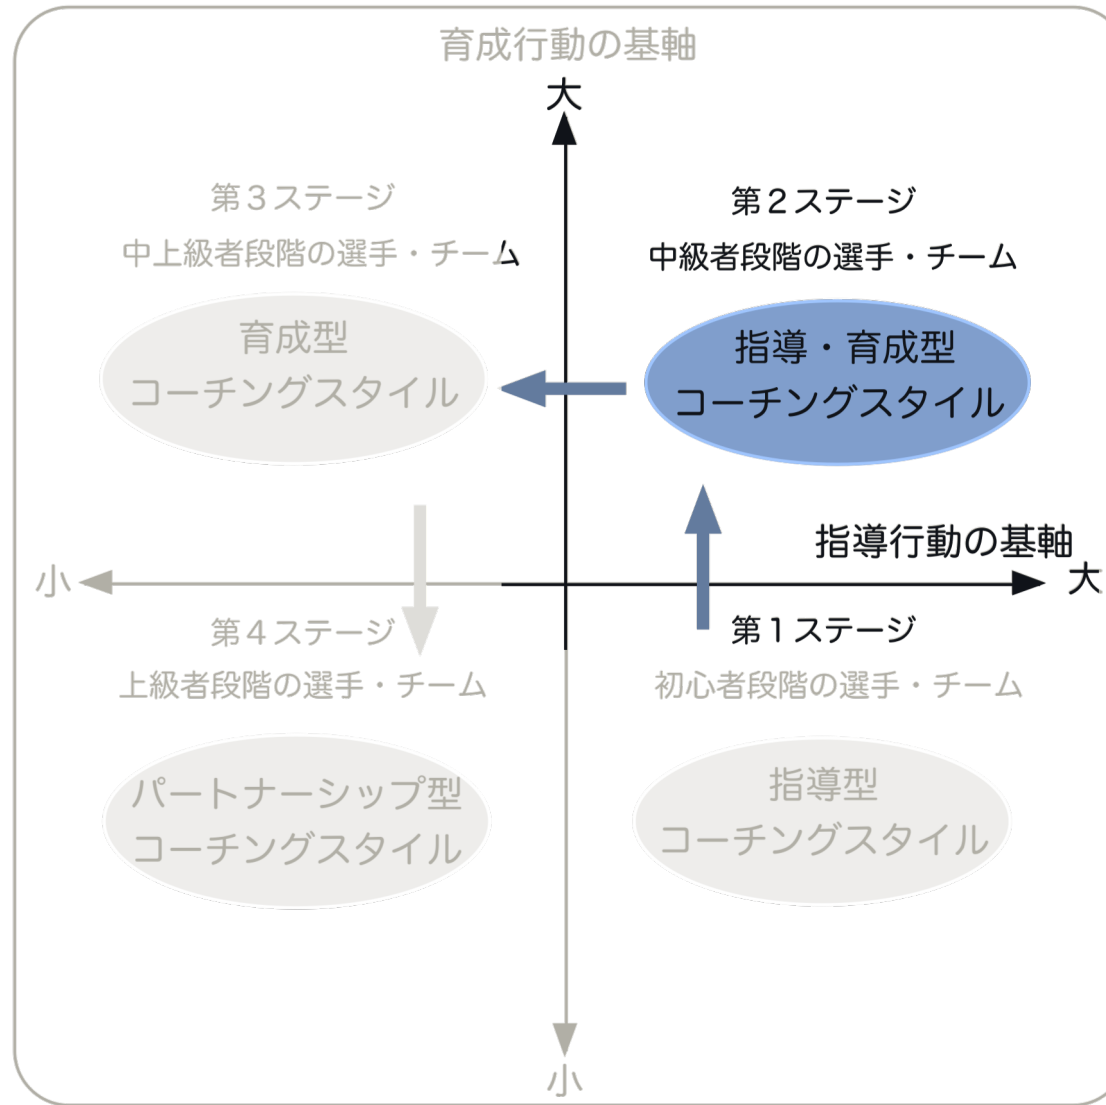 育成行動の基軸
大
第３ステージ
中上級者段階の選手・チーム
育成型
コーチングスタイル
第２ステージ
中級者段階の選手・チーム
指導・育成型
コーチングスタイル
指導行動の基軸
小
大
第４ステージ
上級者段階の選手・チーム
パートナーシップ型
コーチングスタイル
第１ステージ
初心者段階の選手・チーム
指導型
コーチングスタイル
小